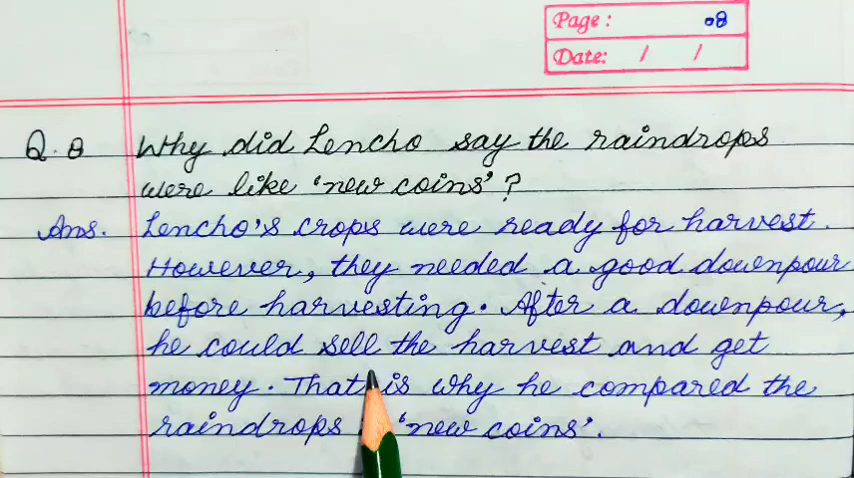 Page: 08
Date: / /
Q. 8 Why did Lencho say the raindrops
were like 'new coins'?
Ans. Lencho's crops were ready for harvest.
However, they needed a good downpour
before harvesting. After a downpour,
he could sell the harvest and get
money. That is why he compared the
raindrops 'new coins'.